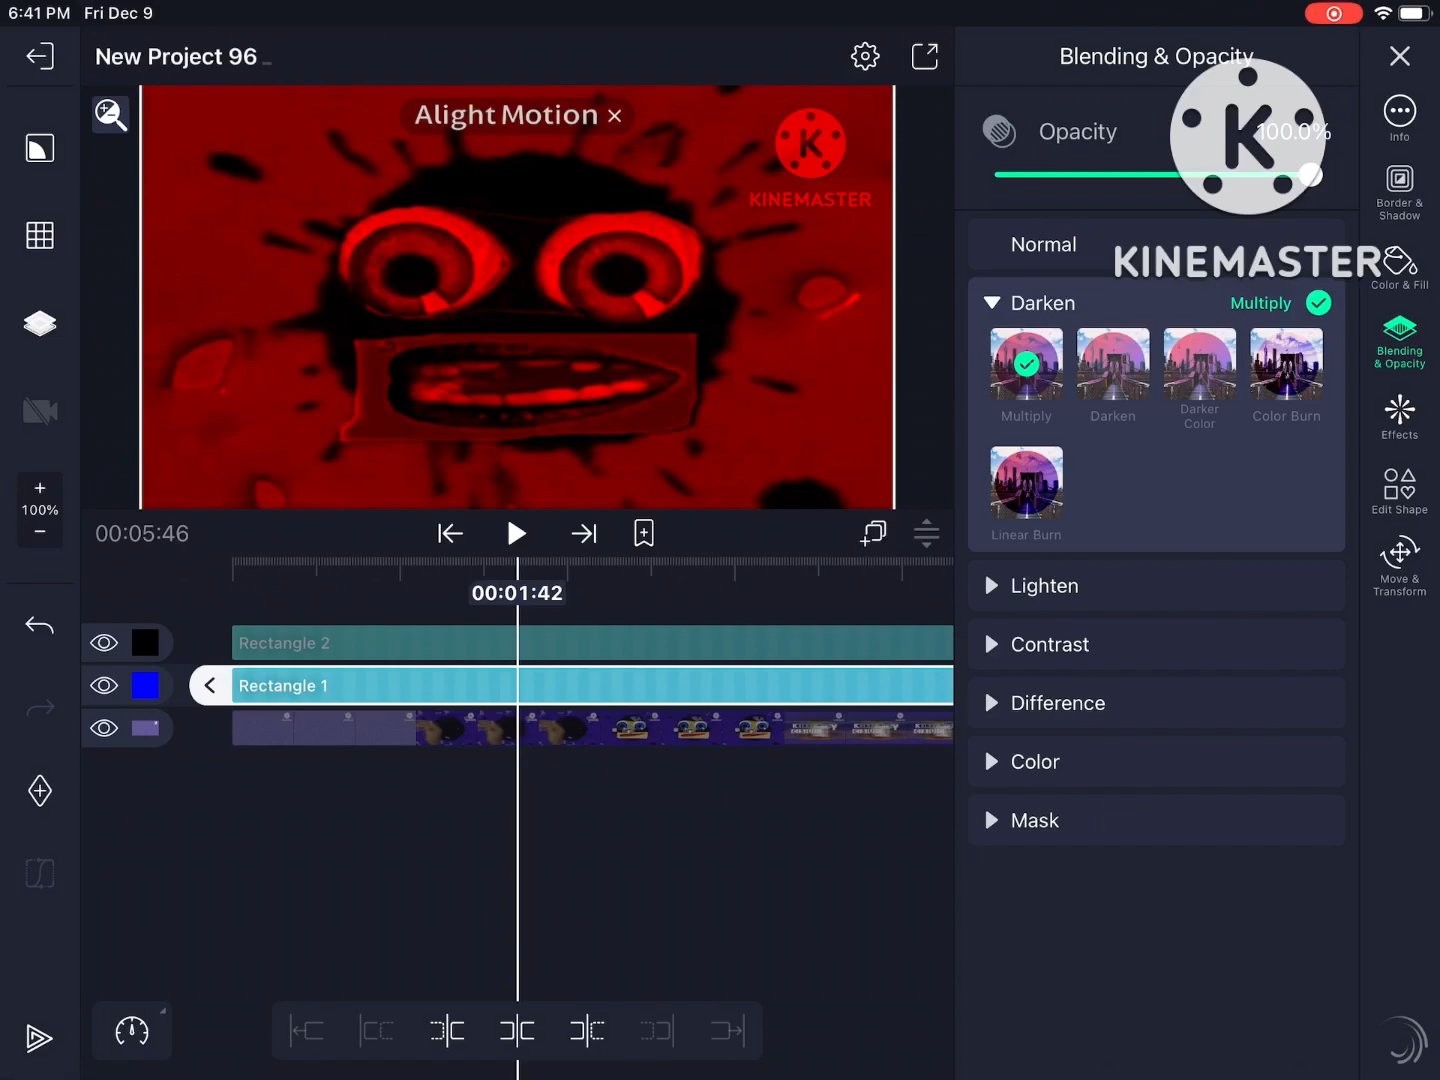 6:41 PM Fri Dec 9
New Project 96
Blending & Opacity
Alight Motion ×
K
KINEMASTER
Opacity
100.0%
K
KINEMASTER
Normal
Darken
Multiply
Multiply
Darken
Darker
Color
Color Burn
Linear Burn
Lighten
Contrast
Difference
Color
Mask
Info
Border &
Shadow
Color & Fill
Blending
& Opacity
Effects
Edit Shape
Move &
Transform
+
100%
−
00:05:46
00:01:42
Rectangle 2
Rectangle 1